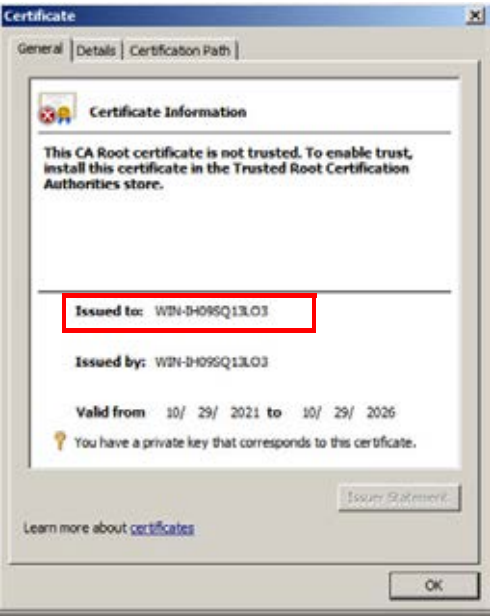 Certificate
General Details Certification Path
Certificate Information
This CA Root certificate is not trusted. To enable trust,
install this certificate in the Trusted Root Certification
Authorities store.
Issued to: WIN-IH09SQ13LO3
Issued by: WIN-IH09SQ13LO3
Valid from 10/ 29/ 2021 to 10/ 29/ 2026
You have a private key that corresponds to this certificate.
Issuer Statement
Learn more about certificates
OK